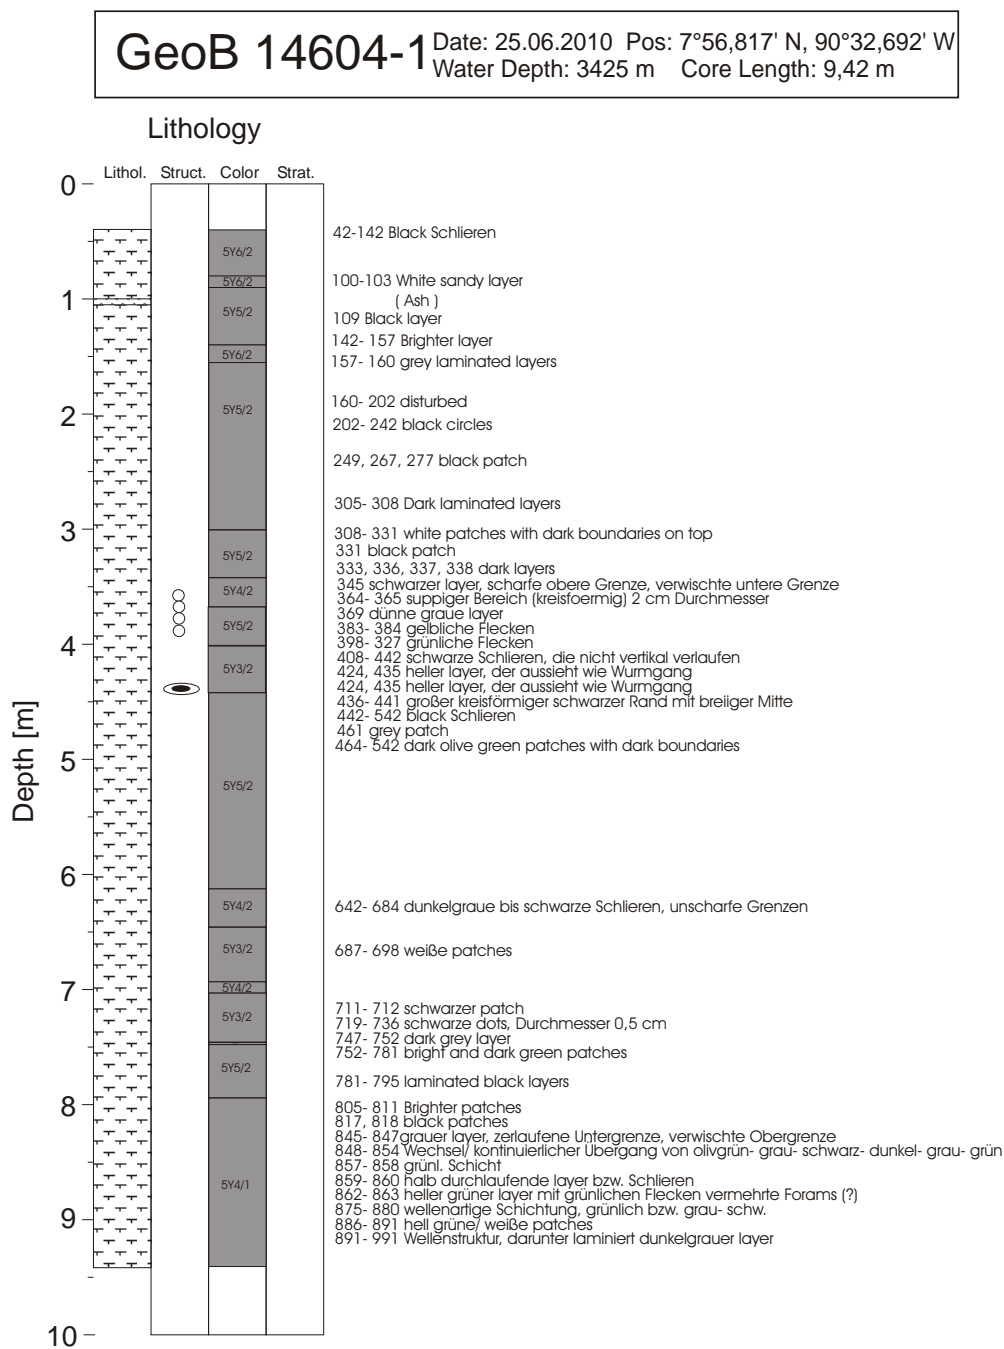 GeoB 14604-1
Date: 25.06.2010 Pos: 7°56,817' N, 90°32,692' W
Water Depth: 3425 m Core Length: 9,42 m
Lithology
Lithol. Struct. Color Strat.
0
42-142 Black Schlieren
5Y6/2
5Y6/2
100-103 White sandy layer
( Ash )
1
5Y5/2
109 Black layer
142- 157 Brighter layer
5Y6/2
157- 160 grey laminated layers
160- 202 disturbed
5Y5/2
2
202- 242 black circles
249, 267, 277 black patch
305- 308 Dark laminated layers
3
308- 331 white patches with dark boundaries on top
331 black patch
5Y5/2
333, 336, 337, 338 dark layers
345 schwarzer layer, scharfe obere Grenze, verwischte untere Grenze
5Y4/2
364- 365 suppiger Bereich (kreisfoermig) 2 cm Durchmesser
369 dünne graue layer
5Y5/2
383- 384 gelbliche Flecken
398- 327 grünliche Flecken
4
408- 442 schwarze Schlieren, die nicht vertikal verlaufen
5Y3/2
424, 435 heller layer, der aussieht wie Wurmgang
424, 435 heller layer, der aussieht wie Wurmgang
436- 441 großer kreisförmiger schwarzer Rand mit breiiger Mitte
442- 542 black Schlieren
461 grey patch
464- 542 dark olive green patches with dark boundaries
Depth [m]
5
5Y5/2
6
5Y4/2
642- 684 dunkelgraue bis schwarze Schlieren, unscharfe Grenzen
5Y3/2
687- 698 weiße patches
5Y4/2
7
711- 712 schwarzer patch
5Y3/2
719- 736 schwarze dots, Durchmesser 0,5 cm
747- 752 dark grey layer
752- 781 bright and dark green patches
5Y5/2
781- 795 laminated black layers
8
805- 811 Brighter patches
817, 818 black patches
845- 847grauer layer, zerlaufene Untergrenze, verwischte Obergrenze
848- 854 Wechsel/ kontinuierlicher Übergang von olivgrün- grau- schwarz- dunkel- grau- grün
857- 858 grünl. Schicht
859- 860 halb durchlaufende layer bzw. Schlieren
5Y4/1
862- 863 heller grüner layer mit grünlichen Flecken vermehrte Forams (?)
875- 880 wellenartige Schichtung, grünlich bzw. grau- schw.
9
886- 891 hell grüne/ weiße patches
891- 991 Wellenstruktur, darunter laminiert dunkelgrauer layer
10